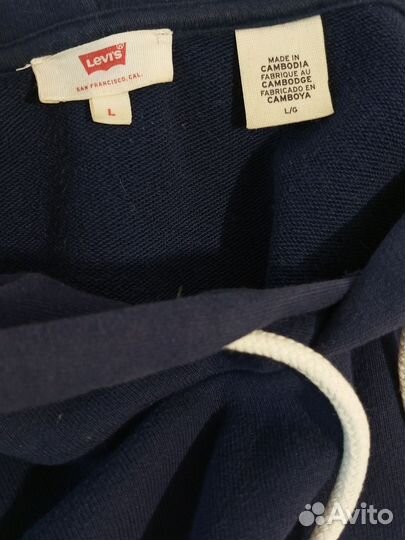 Levi's
SAN FRANCISCO, CAL.
L
MADE IN
CAMBODIA
FABRIQUE AU
CAMBODGE
FABRICADO EN
CAMBOYA
L/G
Avito